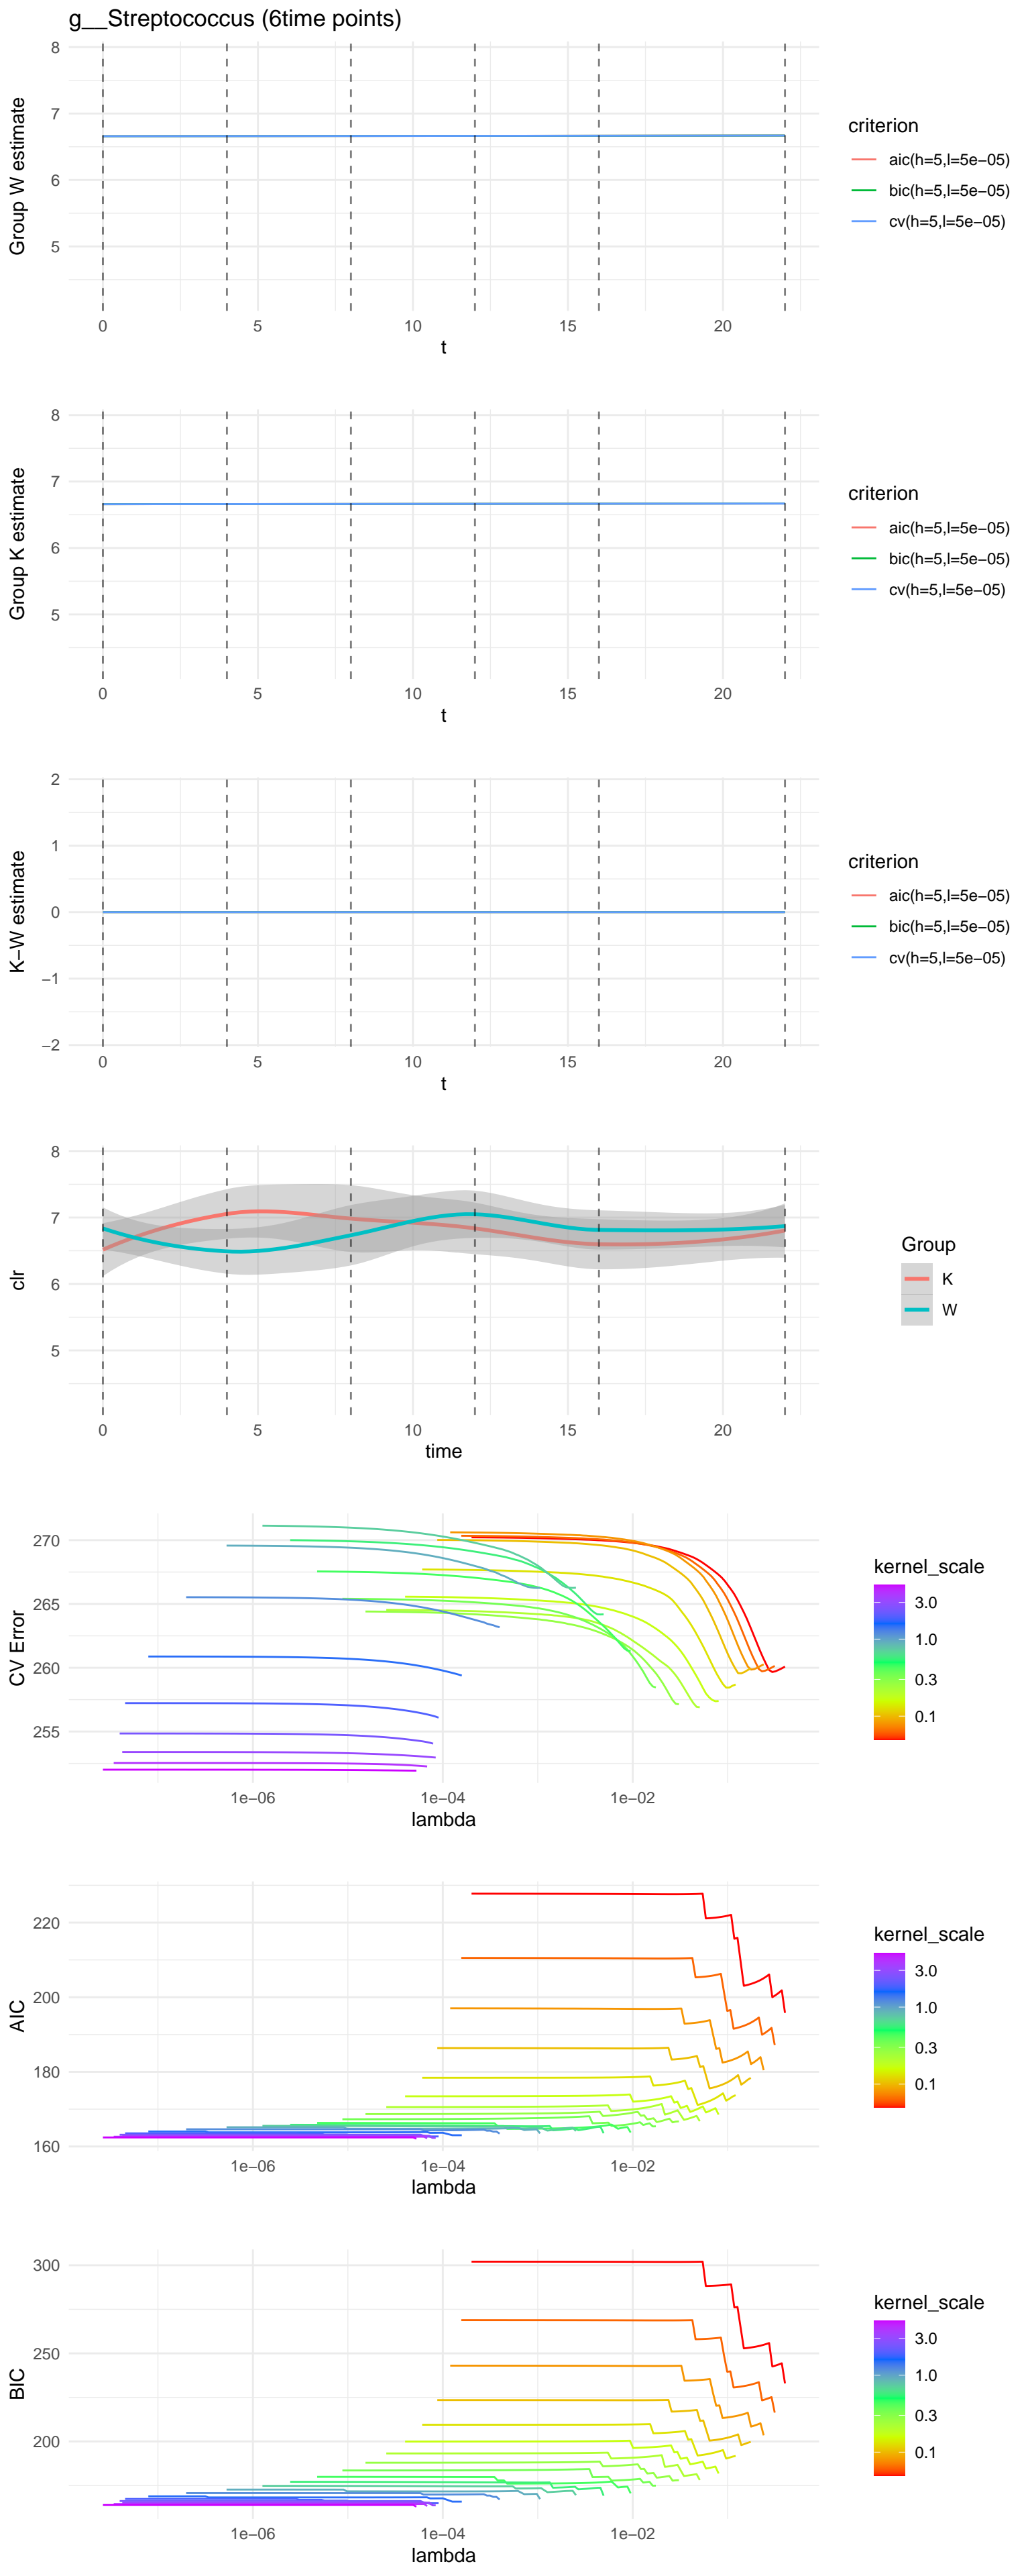 g__Streptococcus (6time points)
8
7
6
5
Group W estimate
0 5 10 15 20
t
criterion
aic(h=5,l=5e−05)
bic(h=5,l=5e−05)
cv(h=5,l=5e−05)
8
7
6
5
Group K estimate
0 5 10 15 20
t
criterion
aic(h=5,l=5e−05)
bic(h=5,l=5e−05)
cv(h=5,l=5e−05)
2
1
0
−1
−2
K−W estimate
0 5 10 15 20
t
criterion
aic(h=5,l=5e−05)
bic(h=5,l=5e−05)
cv(h=5,l=5e−05)
8
7
6
5
clr
0 5 10 15 20
time
Group
K
W
270
265
260
255
CV Error
1e−06 1e−04 1e−02
lambda
kernel_scale
3.0
1.0
0.3
0.1
220
200
180
160
AIC
1e−06 1e−04 1e−02
lambda
kernel_scale
3.0
1.0
0.3
0.1
300
250
200
BIC
1e−06 1e−04 1e−02
lambda
kernel_scale
3.0
1.0
0.3
0.1